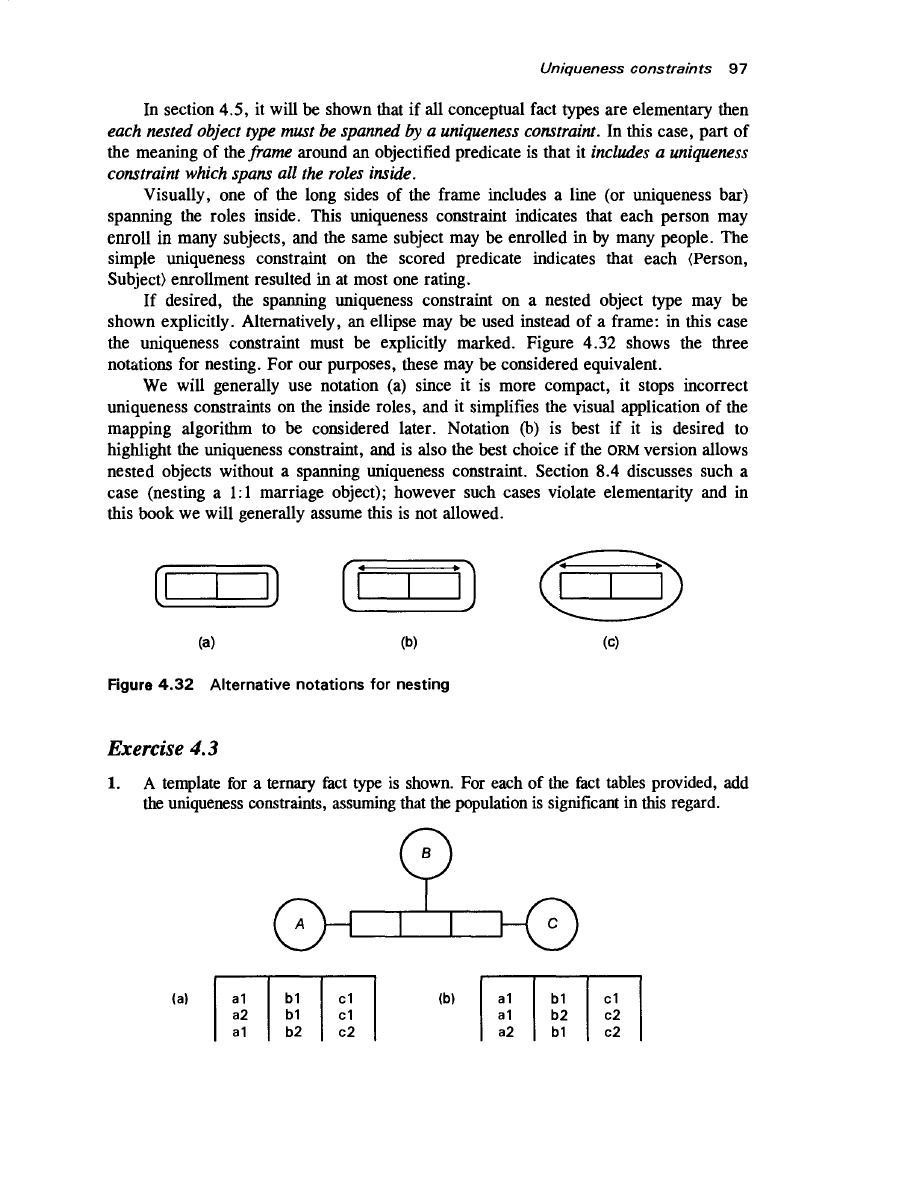 Uniqueness constraints 97
In section 4.5, it will be shown that if all conceptual fact types are elementary then
each nested object type must be spanned by a uniqueness constraint. In this case, part of
the meaning of the frame around an objectified predicate is that it includes a uniqueness
constraint which spans all the roles inside.
Visually, one of the long sides of the frame includes a line (or uniqueness bar)
spanning the roles inside. This uniqueness constraint indicates that each person may
enroll in many subjects, and the same subject may be enrolled in by many people. The
simple uniqueness constraint on the scored predicate indicates that each ⟨Person,
Subject⟩ enrollment resulted in at most one rating.
If desired, the spanning uniqueness constraint on a nested object type may be
shown explicitly. Alternatively, an ellipse may be used instead of a frame: in this case
the uniqueness constraint must be explicitly marked. Figure 4.32 shows the three
notations for nesting. For our purposes, these may be considered equivalent.
We will generally use notation (a) since it is more compact, it stops incorrect
uniqueness constraints on the inside roles, and it simplifies the visual application of the
mapping algorithm to be considered later. Notation (b) is best if it is desired to
highlight the uniqueness constraint, and is also the best choice if the ORM version allows
nested objects without a spanning uniqueness constraint. Section 8.4 discusses such a
case (nesting a 1:1 marriage object); however such cases violate elementarity and in
this book we will generally assume this is not allowed.
(a) (b) (c)
Figure 4.32 Alternative notations for nesting
Exercise 4.3
1. A template for a ternary fact type is shown. For each of the fact tables provided, add
the uniqueness constraints, assuming that the population is significant in this regard.
B
A C
(a) a1 b1 c1 (b) a1 b1 c1
a2 b1 c1 a1 b2 c2
a1 b2 c2 a2 b1 c2